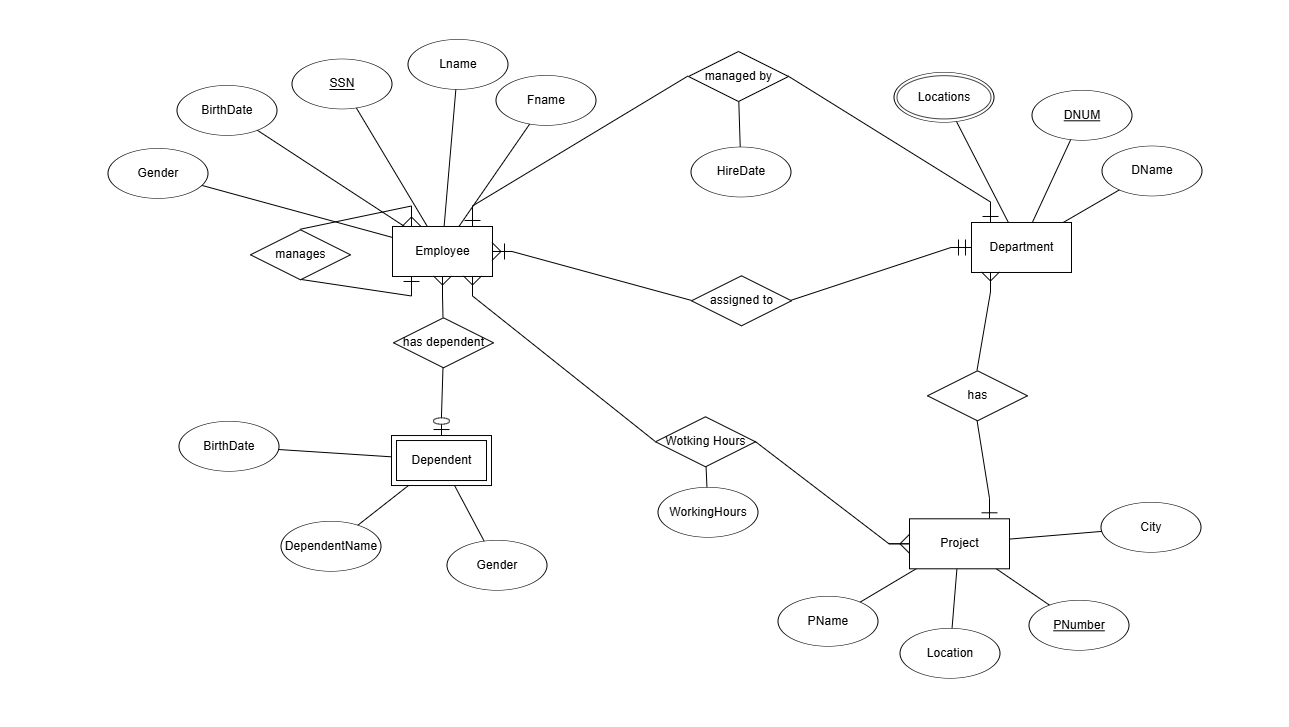 Lname
managed by
SSN
Locations
Fname
BirthDate
DNUM
DName
HireDate
Gender
Department
Employee
manages
assigned to
has dependent
has
Wotking Hours
BirthDate
Dependent
WorkingHours
City
Project
DependentName
Gender
PName
PNumber
Location